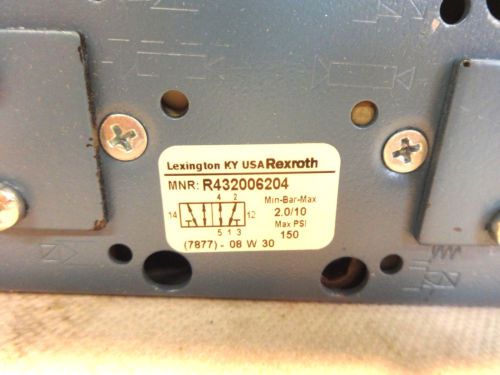 Lexington KY USA Rexroth
MNR: R432006204
4 2
Min-Bar-Max
14 12
2.0/10
Max PSI
5 1 3
150
(7877) - 08 W 30